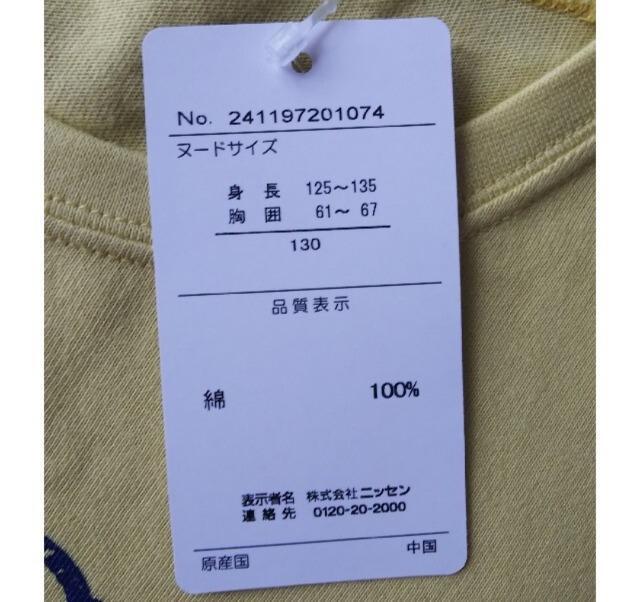 No. 241197201074
ヌードサイズ
身長 125～135
胸囲 61～ 67
130
品質表示
綿 100%
表示者名 株式会社ニッセン
連絡先 0120-20-2000
原産国 中国